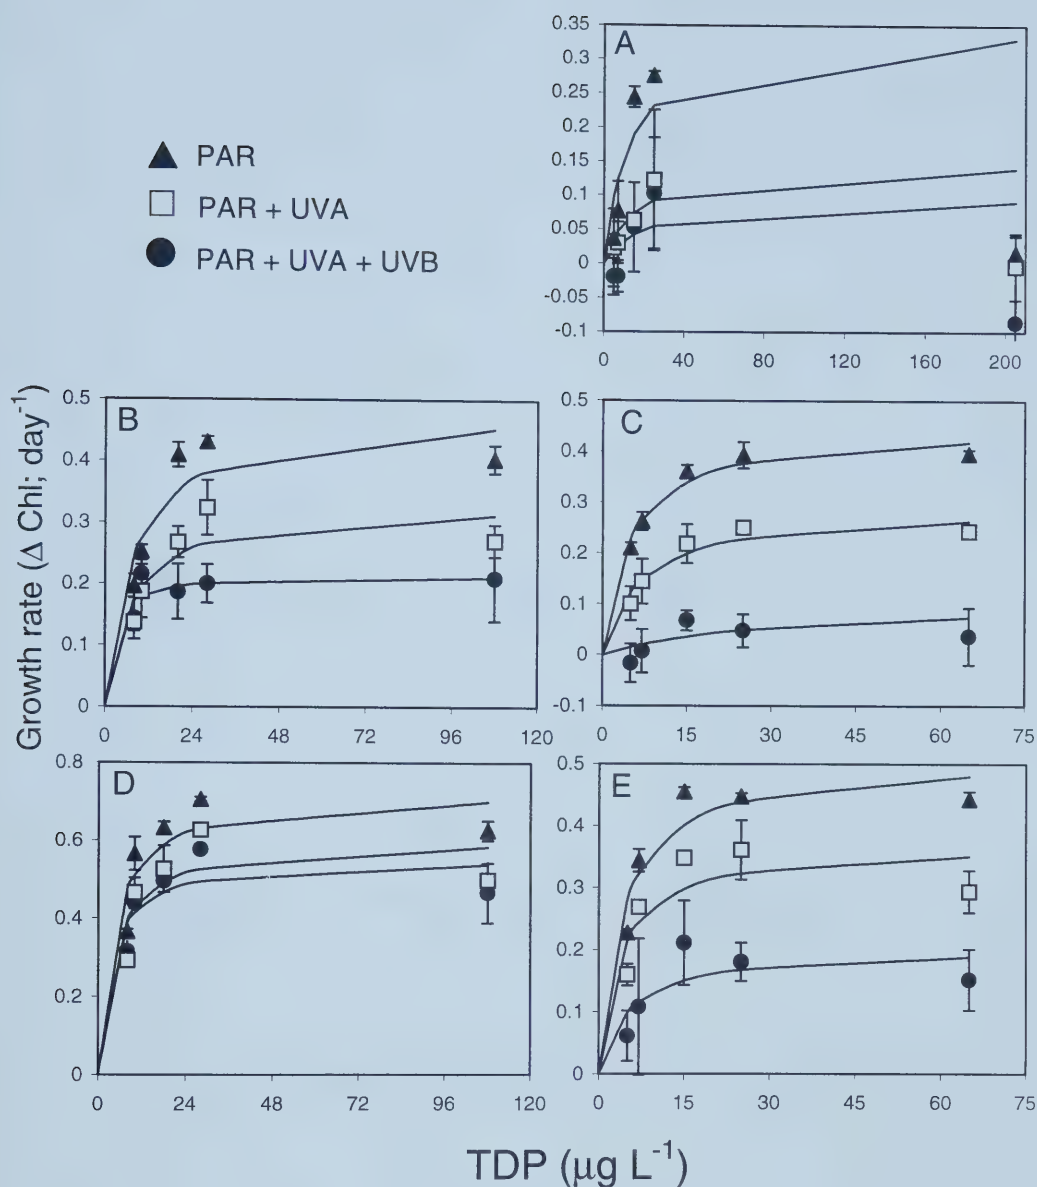 A
0.35
0.3
0.25
0.2
0.15
0.1
0.05
0
-0.05
-0.1
0 40 80 120 160 200
PAR
PAR + UVA
PAR + UVA + UVB
Growth rate (Δ Chl; day⁻¹)
B
0.5
0.4
0.3
0.2
0.1
0
0 24 48 72 96 120
C
0.5
0.4
0.3
0.2
0.1
0
-0.1
0 15 30 45 60 75
D
0.8
0.6
0.4
0.2
0
0 24 48 72 96 120
E
0.5
0.4
0.3
0.2
0.1
0
0 15 30 45 60 75
TDP (μg L⁻¹)